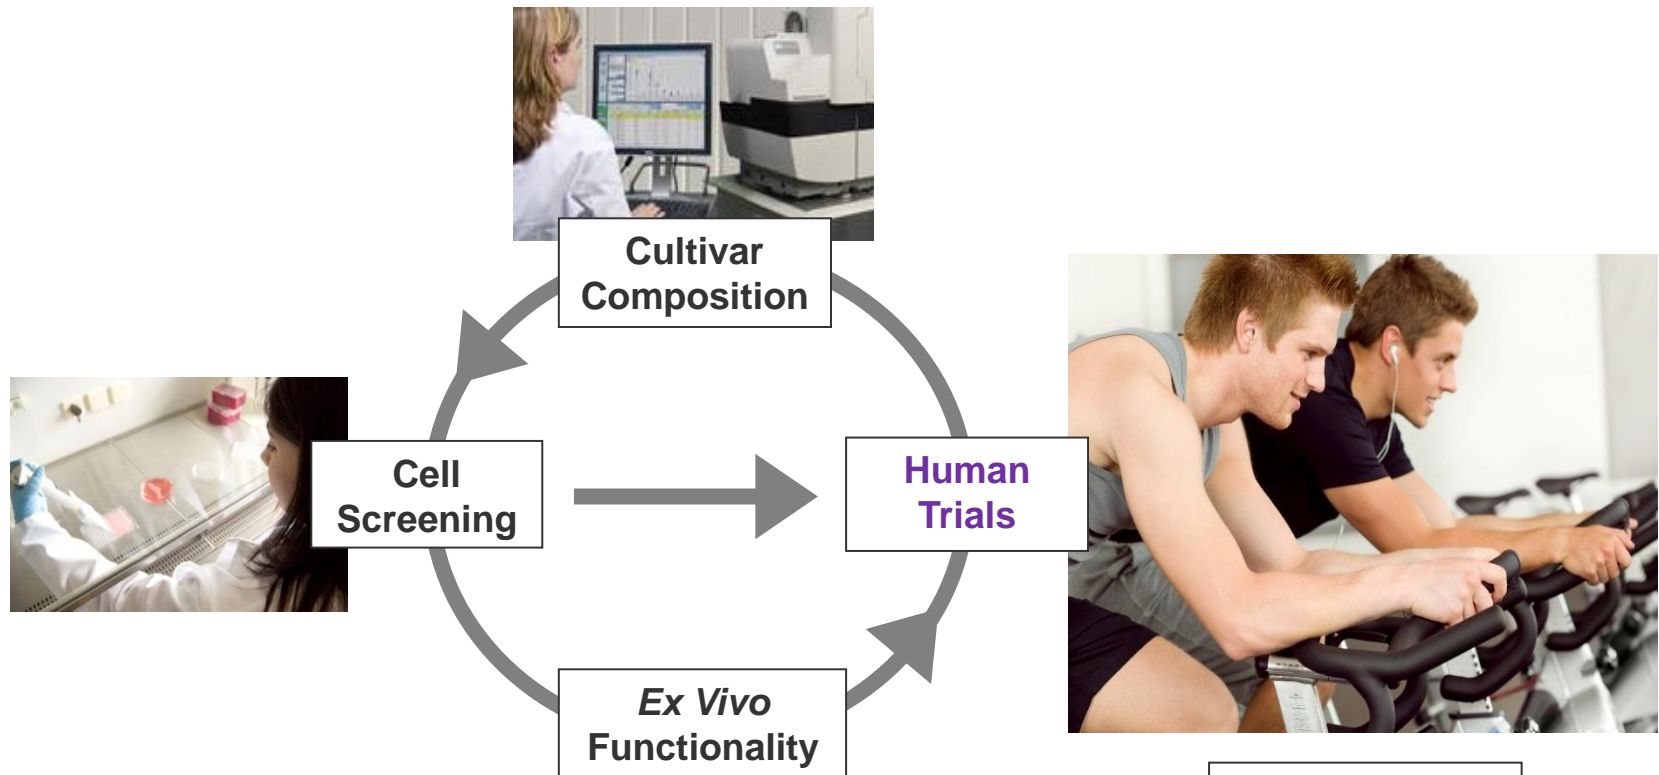 Cultivar
Composition
Cell
Screening
Human
Trials
Ex Vivo
Functionality